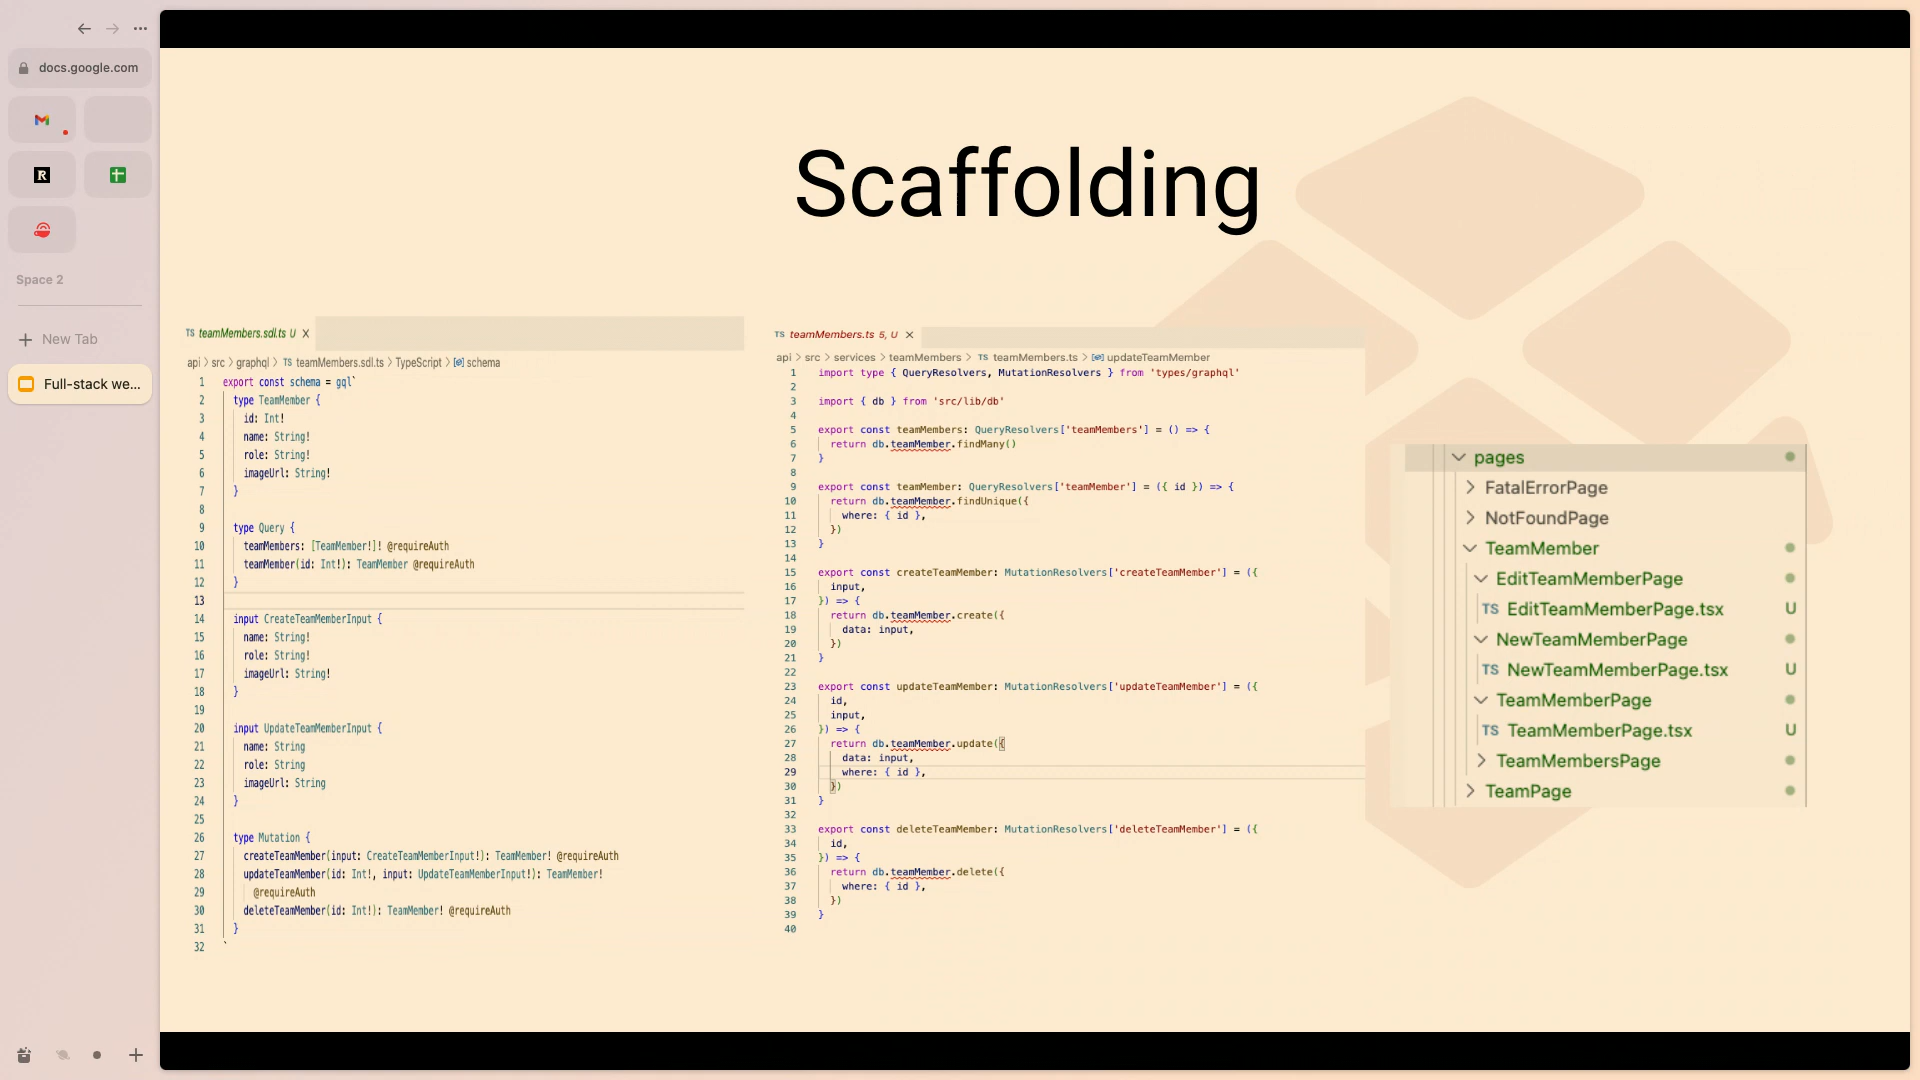 docs.google.com
Space 2
New Tab
Full-stack we...
Scaffolding
TS teamMembers.sdl.ts U X
api > src > graphql > TS teamMembers.sdl.ts > TypeScript > schema
1 export const schema = gql`
2 type TeamMember {
3 id: Int!
4 name: String!
5 role: String!
6 imageUrl: String!
7 }
8
9 type Query {
10 teamMembers: [TeamMember!]! @requireAuth
11 teamMember(id: Int!): TeamMember @requireAuth
12 }
13
14 input CreateTeamMemberInput {
15 name: String!
16 role: String!
17 imageUrl: String!
18 }
19
20 input UpdateTeamMemberInput {
21 name: String
22 role: String
23 imageUrl: String
24 }
25
26 type Mutation {
27 createTeamMember(input: CreateTeamMemberInput!): TeamMember! @requireAuth
28 updateTeamMember(id: Int!, input: UpdateTeamMemberInput!): TeamMember!
29 @requireAuth
30 deleteTeamMember(id: Int!): TeamMember! @requireAuth
31 }
32 `
TS teamMembers.ts 5, U X
api > src > services > teamMembers > TS teamMembers.ts > updateTeamMember
1 import type { QueryResolvers, MutationResolvers } from 'types/graphql'
2
3 import { db } from 'src/lib/db'
4
5 export const teamMembers: QueryResolvers['teamMembers'] = () => {
6 return db.teamMember.findMany()
7 }
8
9 export const teamMember: QueryResolvers['teamMember'] = ({ id }) => {
10 return db.teamMember.findUnique({
11 where: { id },
12 })
13 }
14
15 export const createTeamMember: MutationResolvers['createTeamMember'] = ({
16 input,
17 }) => {
18 return db.teamMember.create({
19 data: input,
20 })
21 }
22
23 export const updateTeamMember: MutationResolvers['updateTeamMember'] = ({
24 id,
25 input,
26 }) => {
27 return db.teamMember.update({
28 data: input,
29 where: { id },
30 })
31 }
32
33 export const deleteTeamMember: MutationResolvers['deleteTeamMember'] = ({
34 id,
35 }) => {
36 return db.teamMember.delete({
37 where: { id },
38 })
39 }
40
pages
FatalErrorPage
NotFoundPage
TeamMember
EditTeamMemberPage
TS EditTeamMemberPage.tsx U
NewTeamMemberPage
TS NewTeamMemberPage.tsx U
TeamMemberPage
TS TeamMemberPage.tsx U
TeamMembersPage
TeamPage